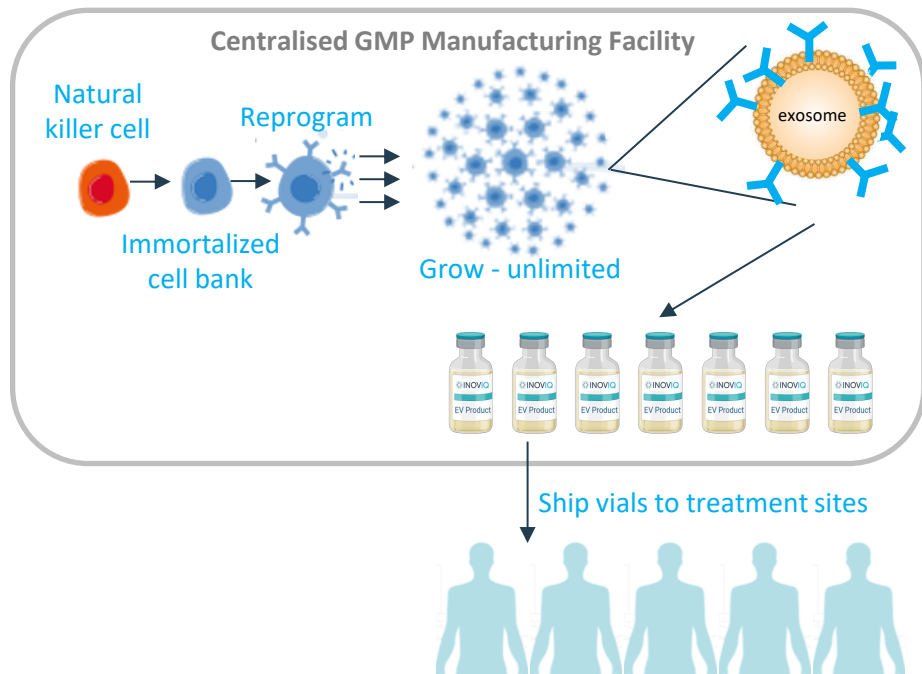 Centralised GMP Manufacturing Facility
Natural
killer cell
Reprogram
exosome
Immortalized
cell bank
Grow - unlimited
INOVIQ
EV Product
INOVIQ
EV Product
INOVIQ
EV Product
INOVIQ
EV Product
INOVIQ
EV Product
INOVIQ
EV Product
INOVIQ
EV Product
Ship vials to treatment sites